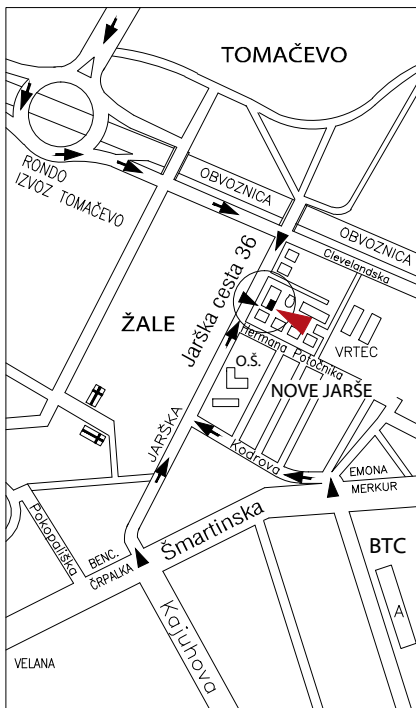 TOMAČEVO
RONDO
IZVOZ TOMAČEVO
OBVOZNICA
OBVOZNICA
Clevelandska
Jarška cesta 36
ŽALE
Hermana Potočnika
VRTEC
O.Š.
NOVE JARŠE
JARŠKA
Kodrova
EMONA
MERKUR
Šmartinska
Pokopališka
BENC.
ČRPALKA
BTC
Kajuhova
A
VELANA